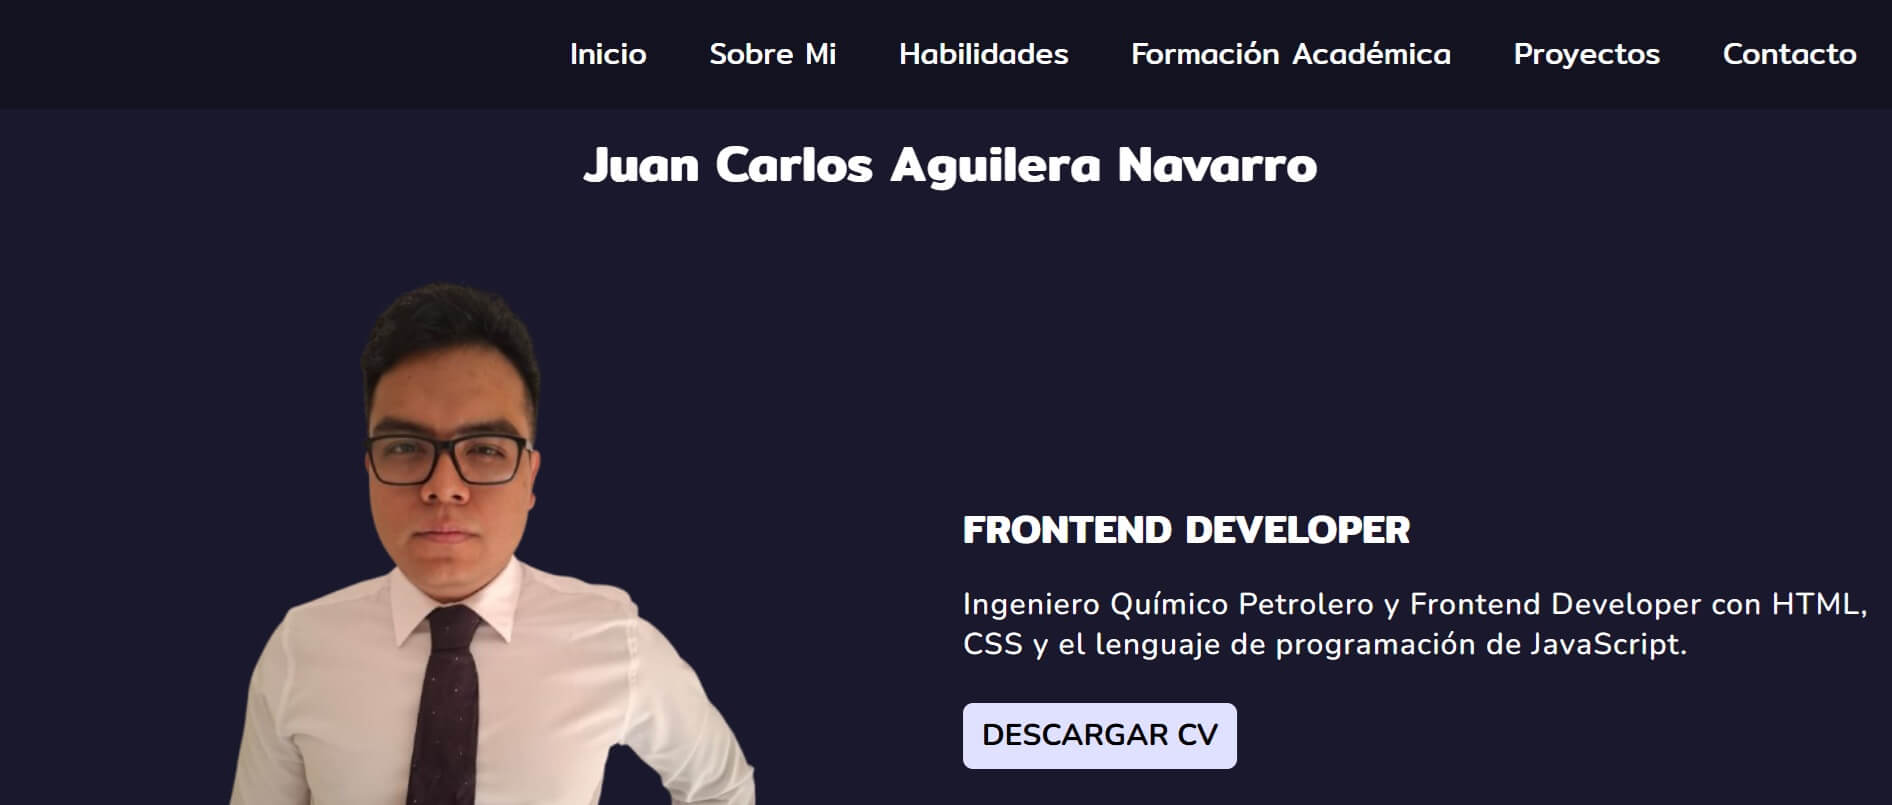 Inicio Sobre Mi Habilidades Formación Académica Proyectos Contacto
Juan Carlos Aguilera Navarro
FRONTEND DEVELOPER
Ingeniero Químico Petrolero y Frontend Developer con HTML,
CSS y el lenguaje de programación de JavaScript.
DESCARGAR CV